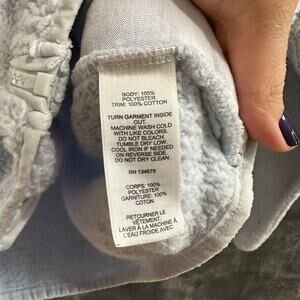 BODY: 100%
POLYESTER
TRIM: 100% COTTON
TURN GARMENT INSIDE
OUT.
MACHINE WASH COLD
WITH LIKE COLORS.
DO NOT BLEACH.
TUMBLE DRY LOW.
COOL IRON IF NEEDED
ON REVERSE SIDE.
DO NOT DRY CLEAN.
RN 134578
CORPS: 100%
POLYESTER
GARNITURE: 100%
COTON
RETOURNER LE
VÊTEMENT.
LAVER À LA MACHINE À
L'EAU FROIDE AVEC